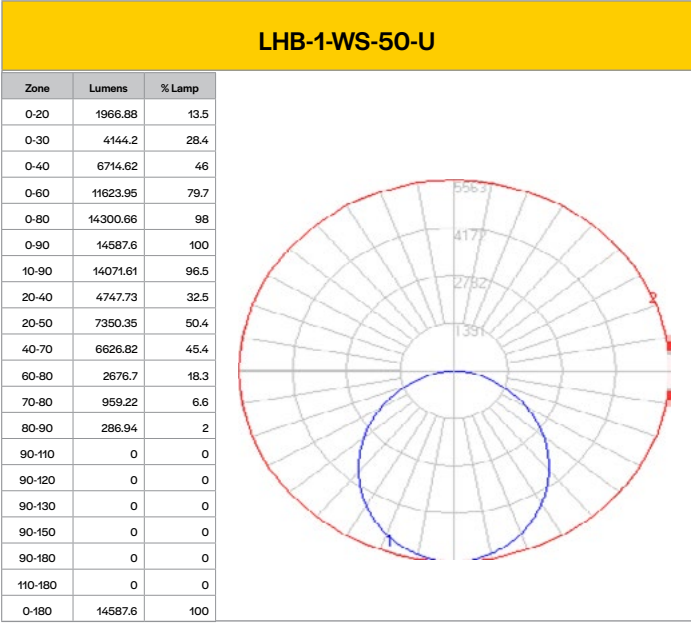 LHB-1-WS-50-U
Zone Lumens % Lamp
0-20 1966.88 13.5
0-30 4144.2 28.4
0-40 6714.62 46
0-60 11623.95 79.7
0-80 14300.66 98
0-90 14587.6 100
10-90 14071.61 96.5
20-40 4747.73 32.5
20-50 7350.35 50.4
40-70 6626.82 45.4
60-80 2676.7 18.3
70-80 959.22 6.6
80-90 286.94 2
90-110 0 0
90-120 0 0
90-130 0 0
90-150 0 0
90-180 0 0
110-180 0 0
0-180 14587.6 100
5563
4172
2782
1391
2
1